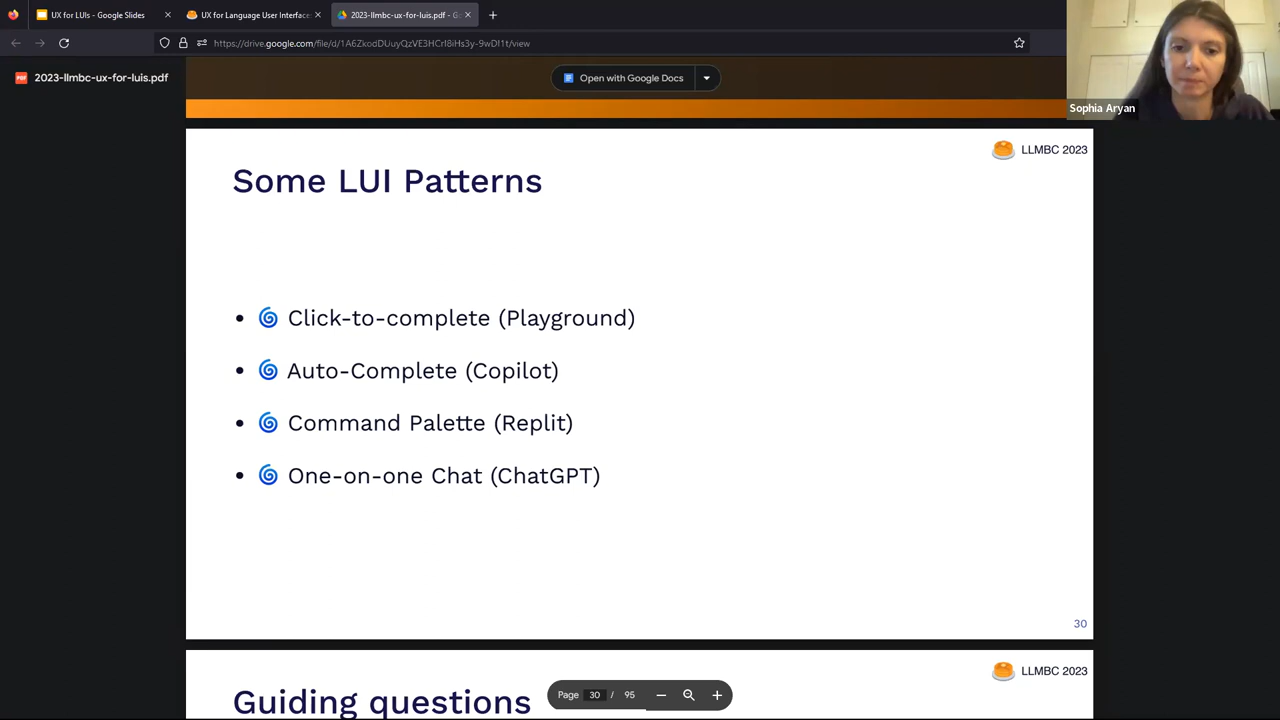 UX for LUIs - Google Slides
UX for Language User Interface
2023-llmbc-ux-for-luis.pdf - G
https://drive.google.com/file/d/1A6ZkodDUuyQzVE3HCrI8iHs3y-9wDl1t/view
2023-llmbc-ux-for-luis.pdf
Open with Google Docs
Sophia Aryan
LLMBC 2023
Some LUI Patterns
• 🌀 Click-to-complete (Playground)
• 🌀 Auto-Complete (Copilot)
• 🌀 Command Palette (Replit)
• 🌀 One-on-one Chat (ChatGPT)
30
LLMBC 2023
Guiding questions
Page 30 / 95